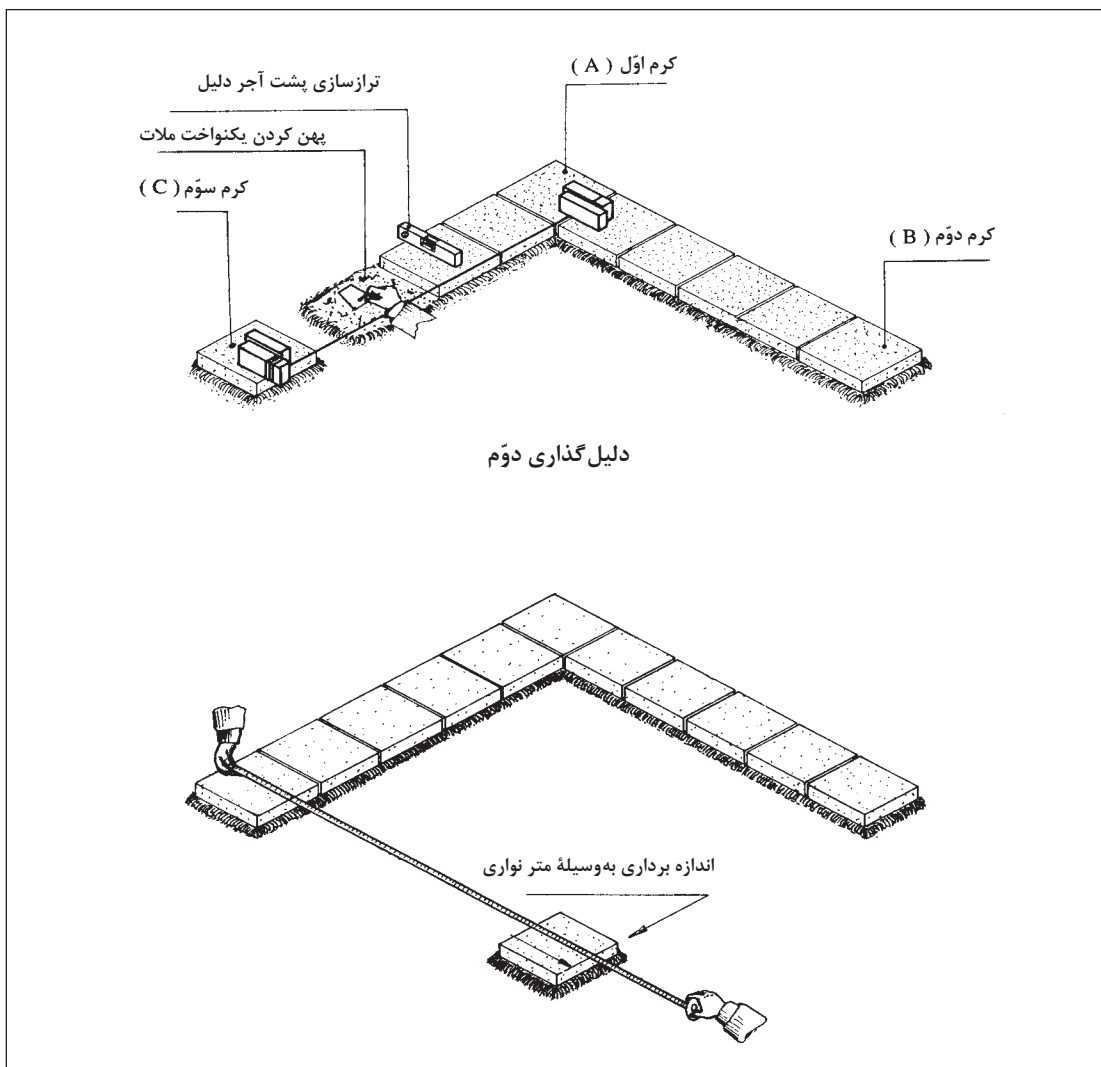 کرم اوّل ( A )
ترازسازی پشت آجر دلیل
پهن کردن یکنواخت ملات
کرم سوّم ( C )
کرم دوّم ( B )
دلیل‌گذاری دوّم
اندازه برداری به‌وسیلهٔ متر نواری